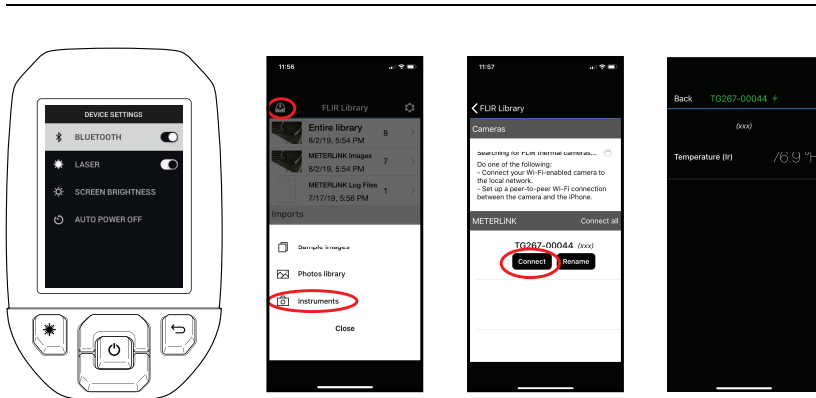 DEVICE SETTINGS
BLUETOOTH
LASER
SCREEN BRIGHTNESS
AUTO POWER OFF
11:56
FLIR Library
Entire library
8/2/19, 5:54 PM
8
METERLiNK Images
8/2/19, 5:54 PM
7
METERLiNK Log Files
7/17/19, 5:56 PM
1
Imports
Sample images
Photos library
Instruments
Close
11:57
FLIR Library
Cameras
Searching for FLIR thermal cameras...
Do one of the following:
- Connect your Wi-Fi-enabled camera to
the local network.
- Set up a peer-to-peer Wi-Fi connection
between the camera and the iPhone.
METERLiNK Connect all
TG267-00044 (xxx)
Connect Rename
Back TG267-00044
(xxx)
Temperature (Ir)